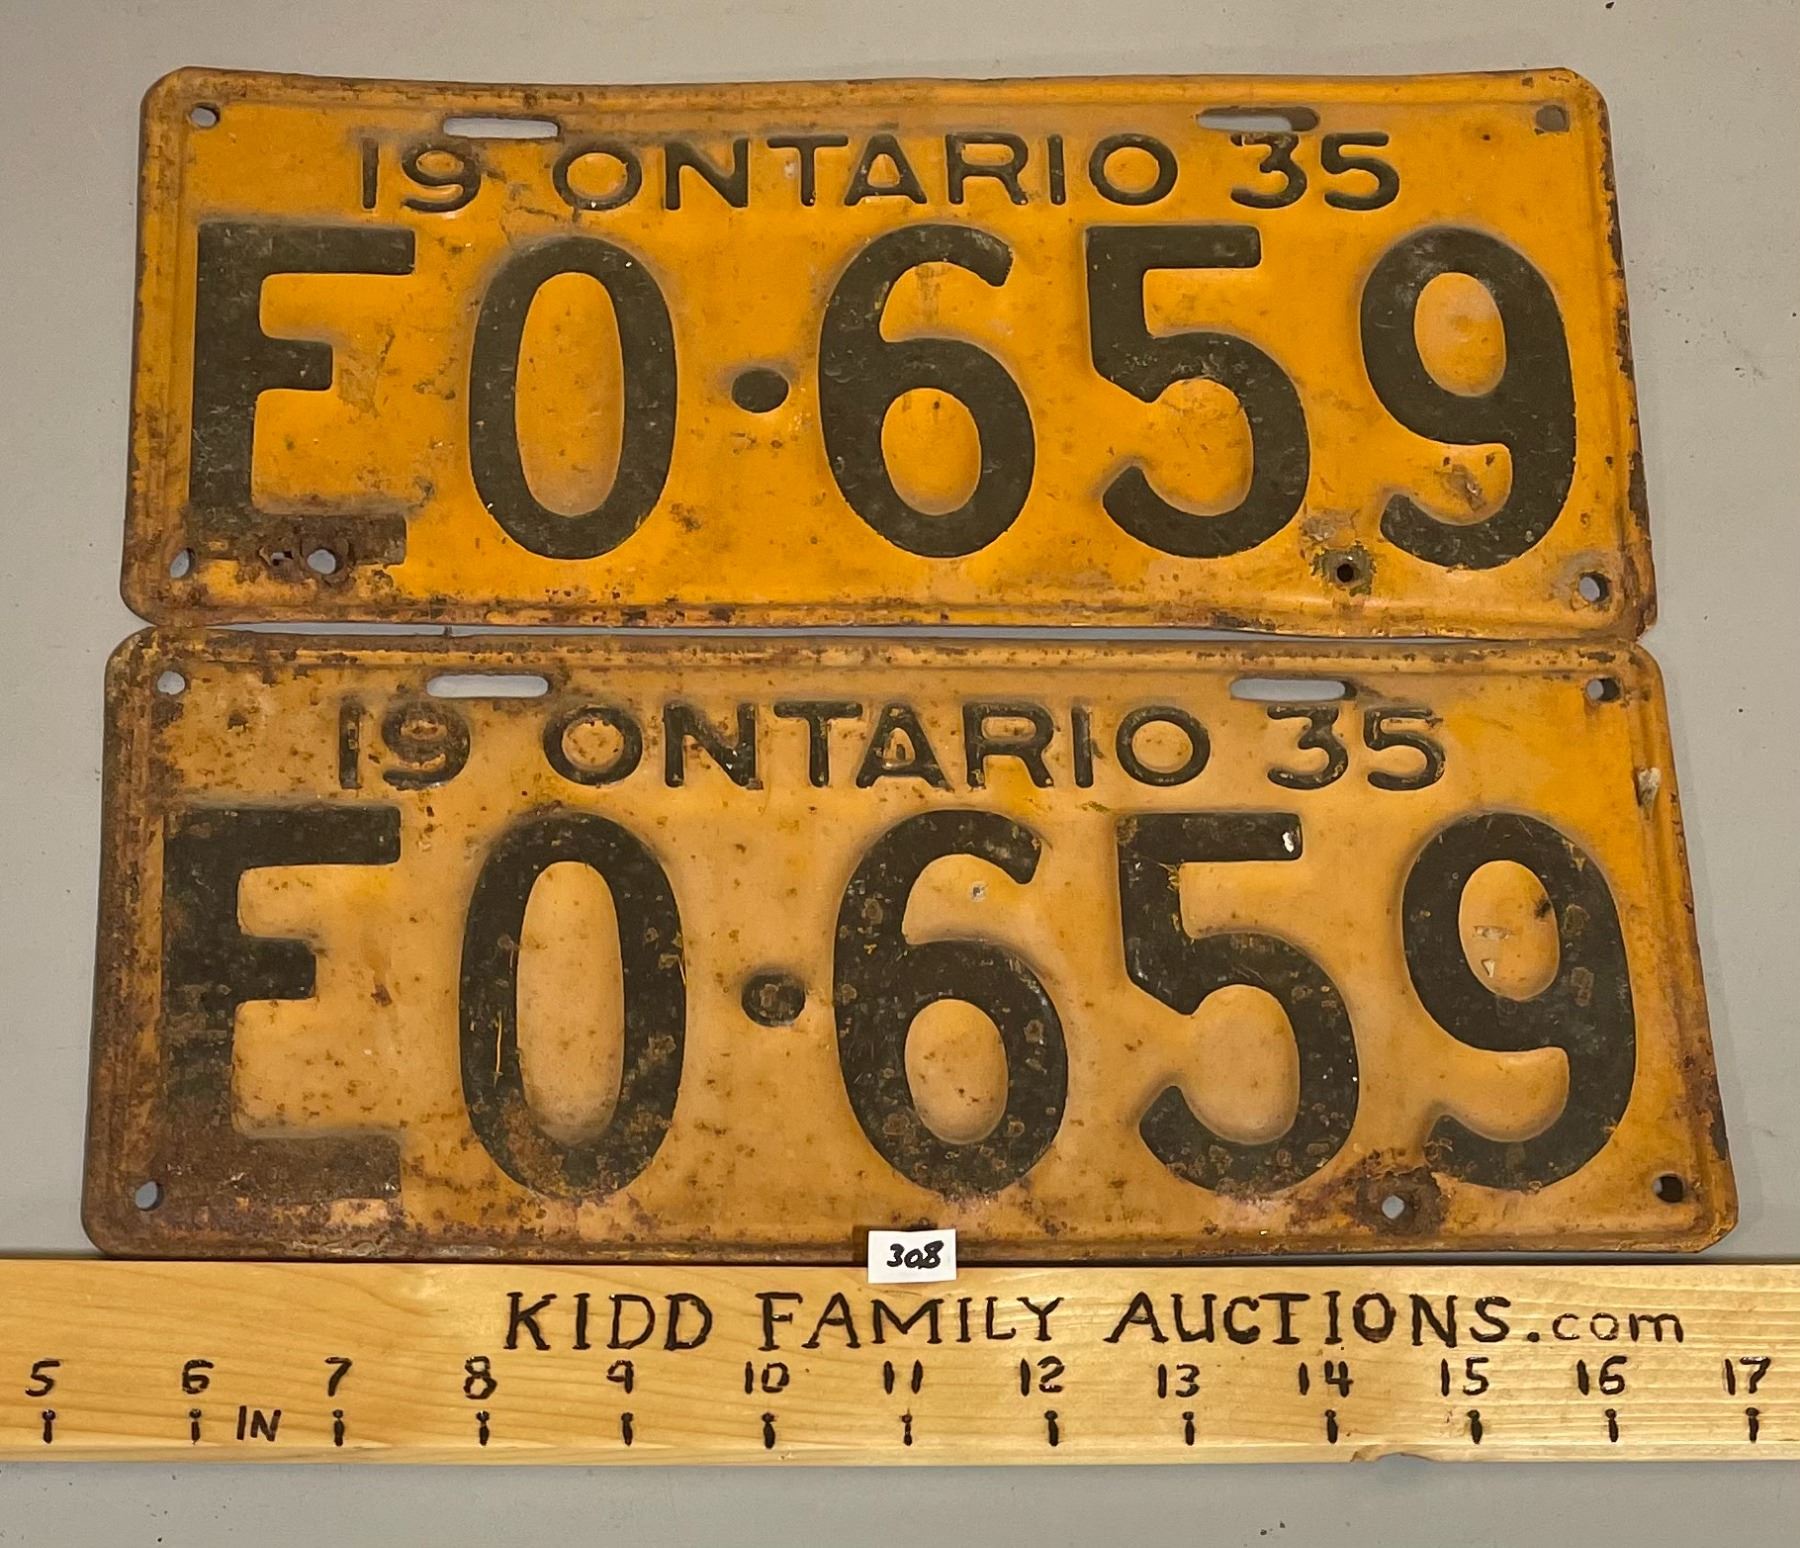 19 ONTARIO 35
E0·659
19 ONTARIO 35
E0·659
308
KIDD FAMILY AUCTIONS.com
5 6 7 8 9 10 11 12 13 14 15 16 17
IN